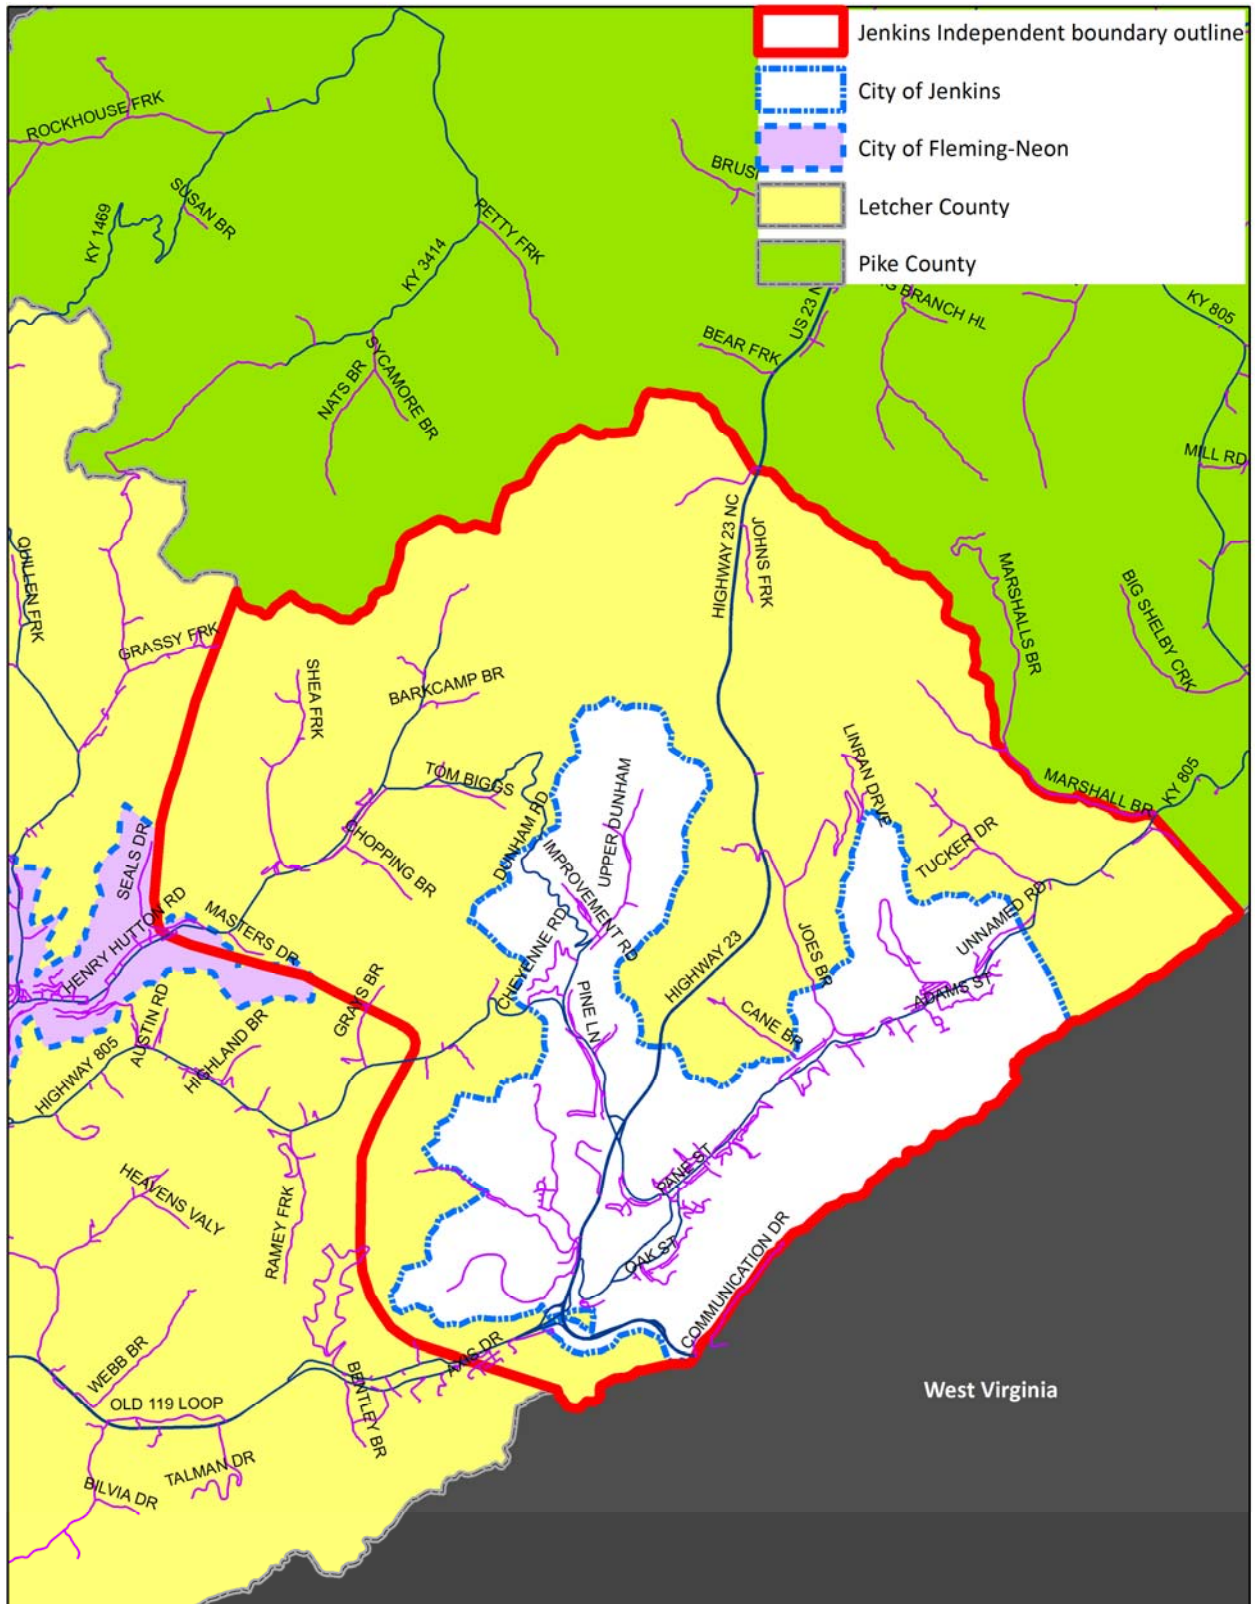 Jenkins Independent boundary outline
City of Jenkins
City of Fleming-Neon
Letcher County
Pike County
ROCKHOUSE FRK
SUSAN BR
KY 1469
PETTY FRK
KY 3414
SYCAMORE BR
NATS BR
US 23 N
BRANCH HL
BEAR FRK
KY 805
MILL RD
HIGHWAY 23 NC
JOHNS FRK
MARSHALLS BR
BIG SHELBY CRK
QUILLEN FRK
GRASSY FRK
SHEA FRK
BARKCAMP BR
TOM BIGGS
DUNHAM RD
UPPER DUNHAM
IMPROVEMENT RD
LINRAN DRVE
MARSHALL BR
KY 805
TUCKER DR
CHOPPING BR
SEALS DR
HENRY HUTTON RD
MASTERS DR
CHEYENNE RD
HIGHWAY 23
JOES BR
UNNAMED RD
ADAMS ST
CANE BR
PINE LN
GRAYS BR
AUSTIN RD
HIGHLAND BR
HIGHWAY 805
PANE ST
HEAVENS VALY
RAMEY FRK
OAK ST
COMMUNICATION DR
AXIS DR
WEBB BR
BENTLEY BR
OLD 119 LOOP
TALMAN DR
BILVIA DR
West Virginia